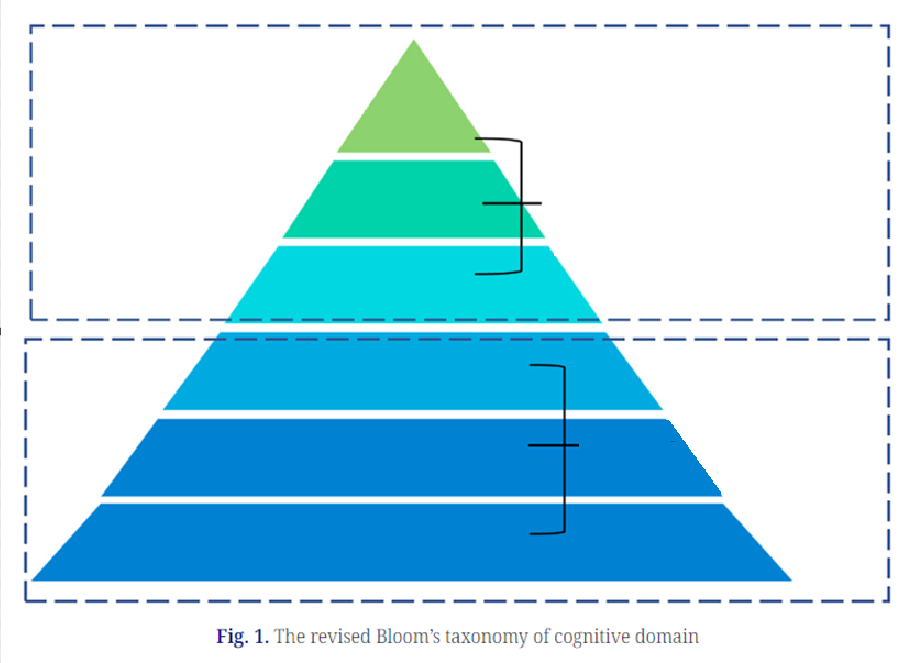 Fig. 1. The revised Bloom’s taxonomy of cognitive domain